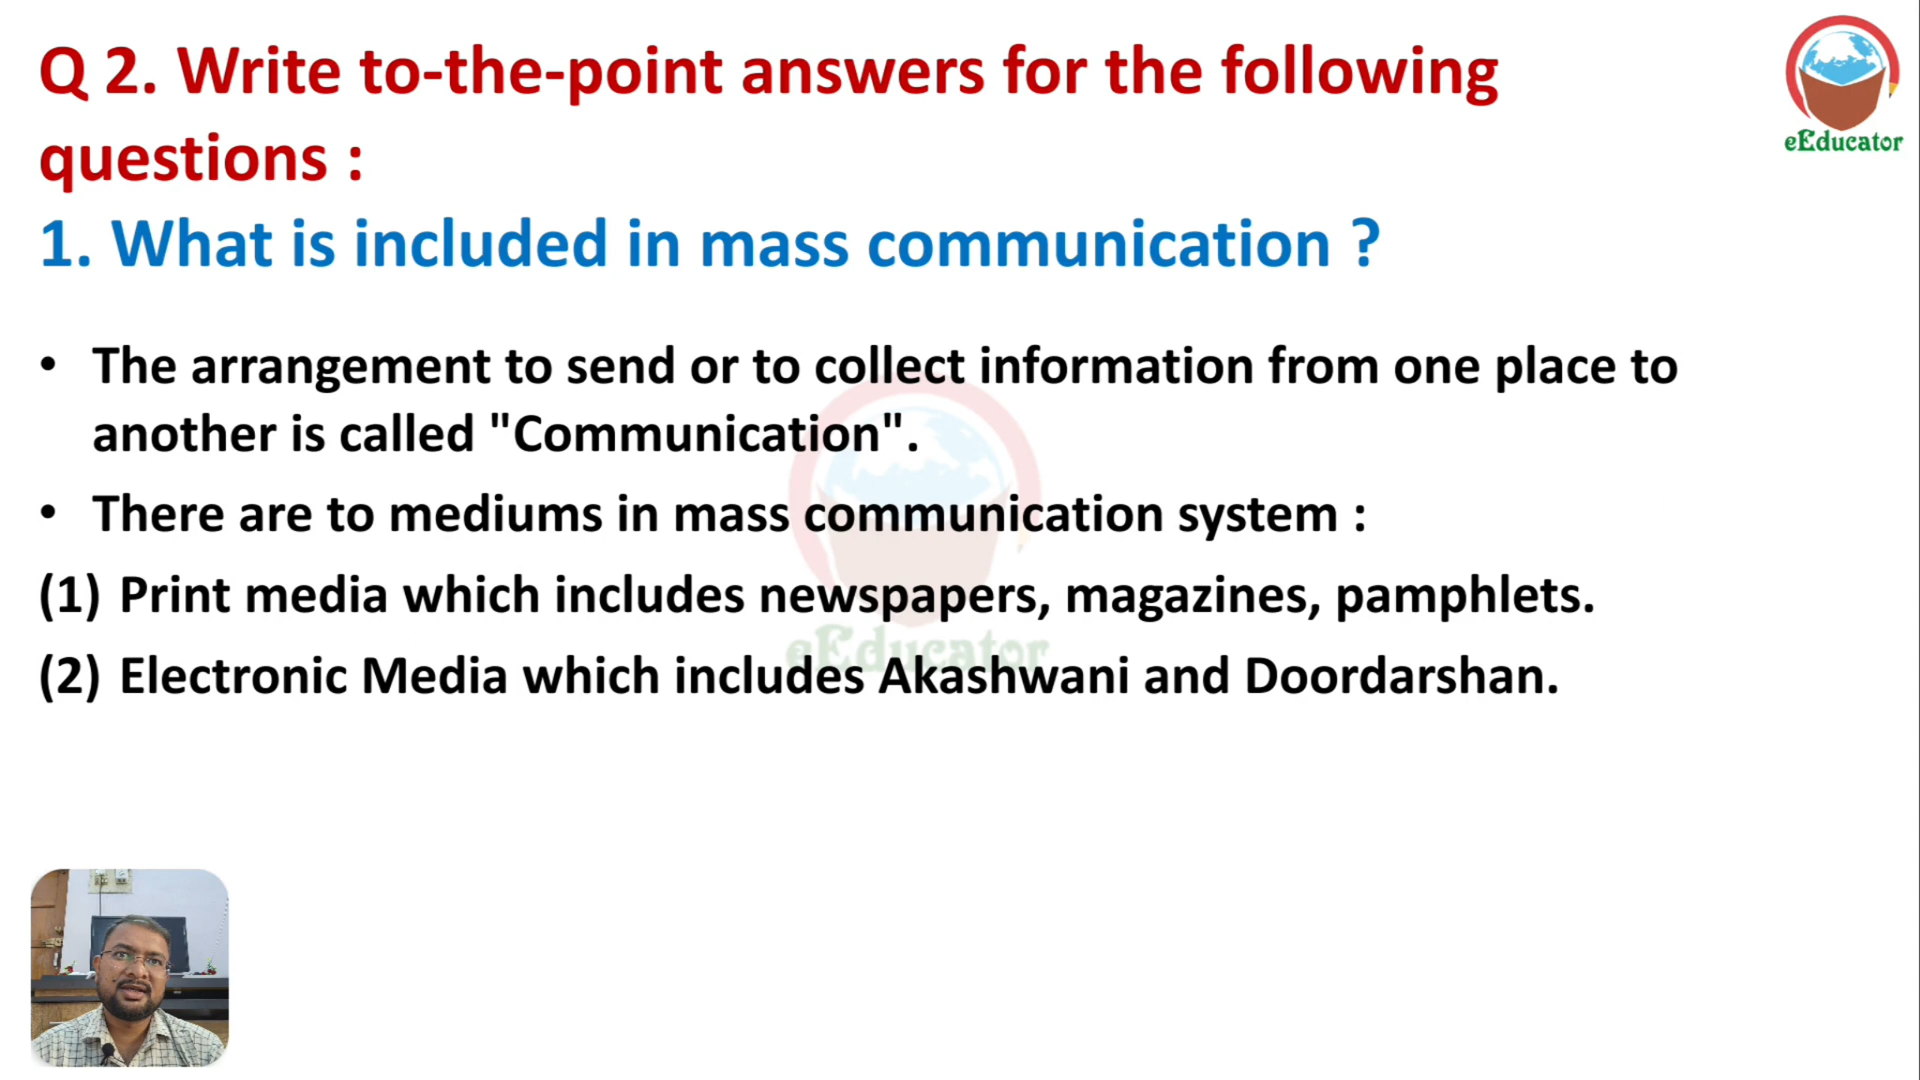 Q 2. Write to-the-point answers for the following
questions :
eEducator
1. What is included in mass communication ?
• The arrangement to send or to collect information from one place to
another is called "Communication".
• There are to mediums in mass communication system :
(1) Print media which includes newspapers, magazines, pamphlets.
eEducator
(2) Electronic Media which includes Akashwani and Doordarshan.